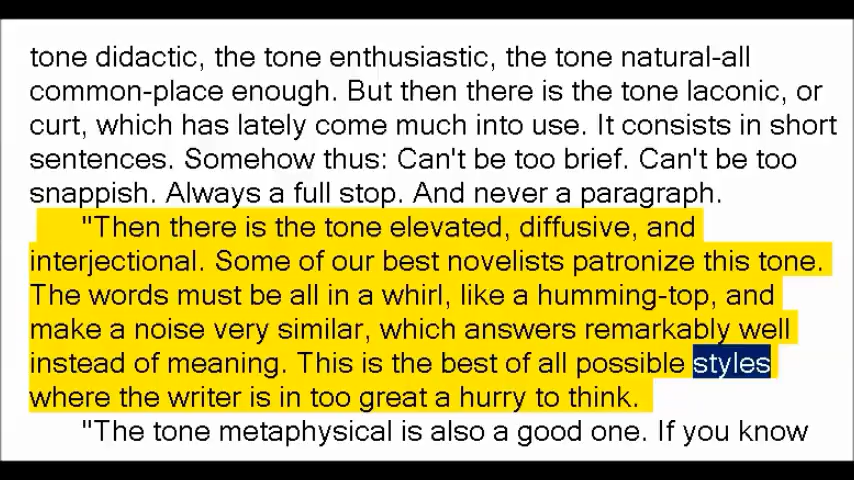 tone didactic, the tone enthusiastic, the tone natural-all
common-place enough. But then there is the tone laconic, or
curt, which has lately come much into use. It consists in short
sentences. Somehow thus: Can't be too brief. Can't be too
snappish. Always a full stop. And never a paragraph.
"Then there is the tone elevated, diffusive, and
interjectional. Some of our best novelists patronize this tone.
The words must be all in a whirl, like a humming-top, and
make a noise very similar, which answers remarkably well
instead of meaning. This is the best of all possible styles
where the writer is in too great a hurry to think.
"The tone metaphysical is also a good one. If you know